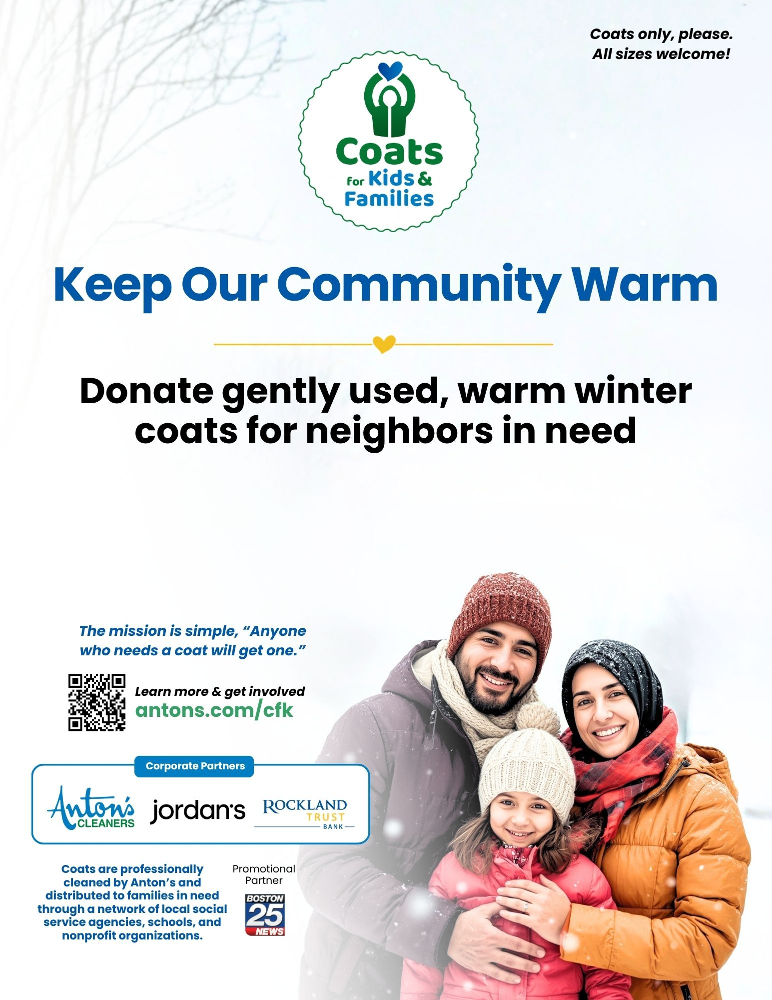 Coats only, please.
All sizes welcome!
Coats
for Kids &
Families
Keep Our Community Warm
Donate gently used, warm winter
coats for neighbors in need
The mission is simple, “Anyone
who needs a coat will get one.”
Learn more & get involved
antons.com/cfk
Corporate Partners
Anton's
CLEANERS
jordan's
ROCKLAND
TRUST
BANK
Coats are professionally
cleaned by Anton’s and
distributed to families in need
through a network of local social
service agencies, schools, and
nonprofit organizations.
Promotional
Partner
BOSTON
25
NEWS